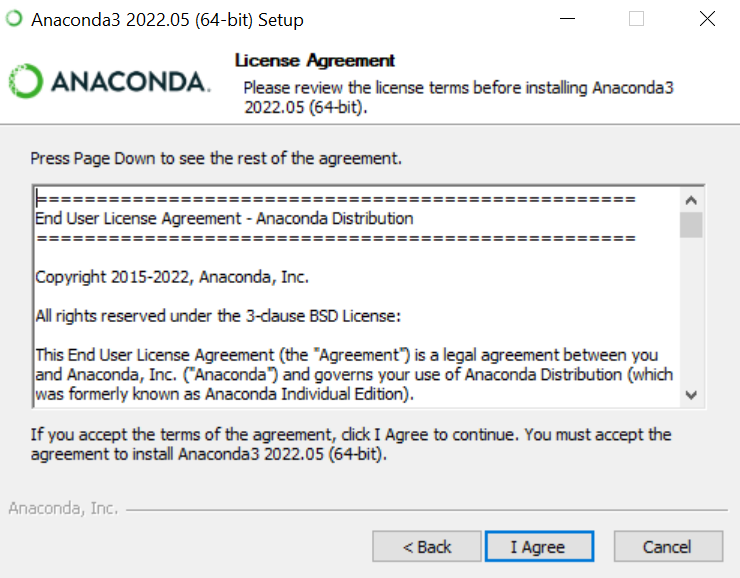 Anaconda3 2022.05 (64-bit) Setup
ANACONDA.
License Agreement
Please review the license terms before installing Anaconda3
2022.05 (64-bit).
Press Page Down to see the rest of the agreement.
==================================================
End User License Agreement - Anaconda Distribution
==================================================
Copyright 2015-2022, Anaconda, Inc.
All rights reserved under the 3-clause BSD License:
This End User License Agreement (the "Agreement") is a legal agreement between you
and Anaconda, Inc. ("Anaconda") and governs your use of Anaconda Distribution (which
was formerly known as Anaconda Individual Edition).
If you accept the terms of the agreement, click I Agree to continue. You must accept the
agreement to install Anaconda3 2022.05 (64-bit).
Anaconda, Inc.
< Back
I Agree
Cancel